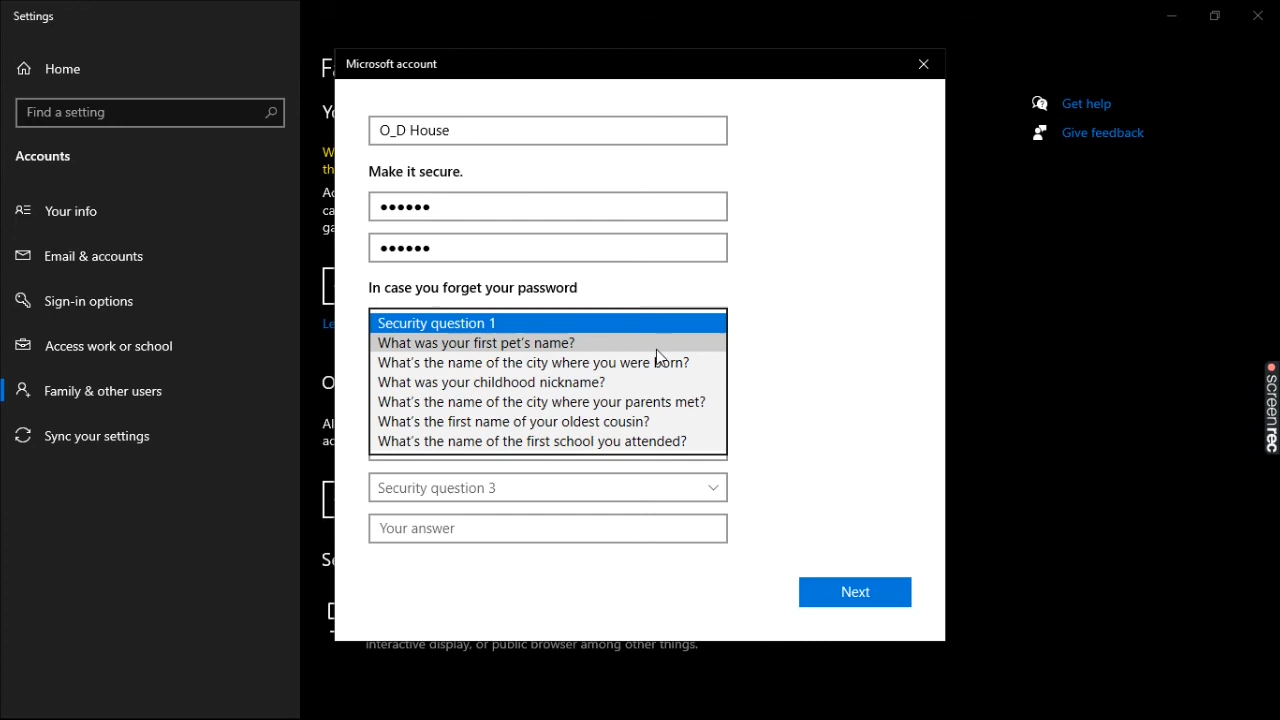 Settings
Home
Find a setting
Accounts
Your info
Email & accounts
Sign-in options
Access work or school
Family & other users
Sync your settings
Microsoft account
O_D House
Make it secure.
●●●●●●
●●●●●●
In case you forget your password
Security question 1
What was your first pet's name?
What's the name of the city where you were born?
What was your childhood nickname?
What's the name of the city where your parents met?
What's the first name of your oldest cousin?
What's the name of the first school you attended?
Security question 3
Your answer
Next
interactive display, or public browser among other things.
Get help
Give feedback
screenrec